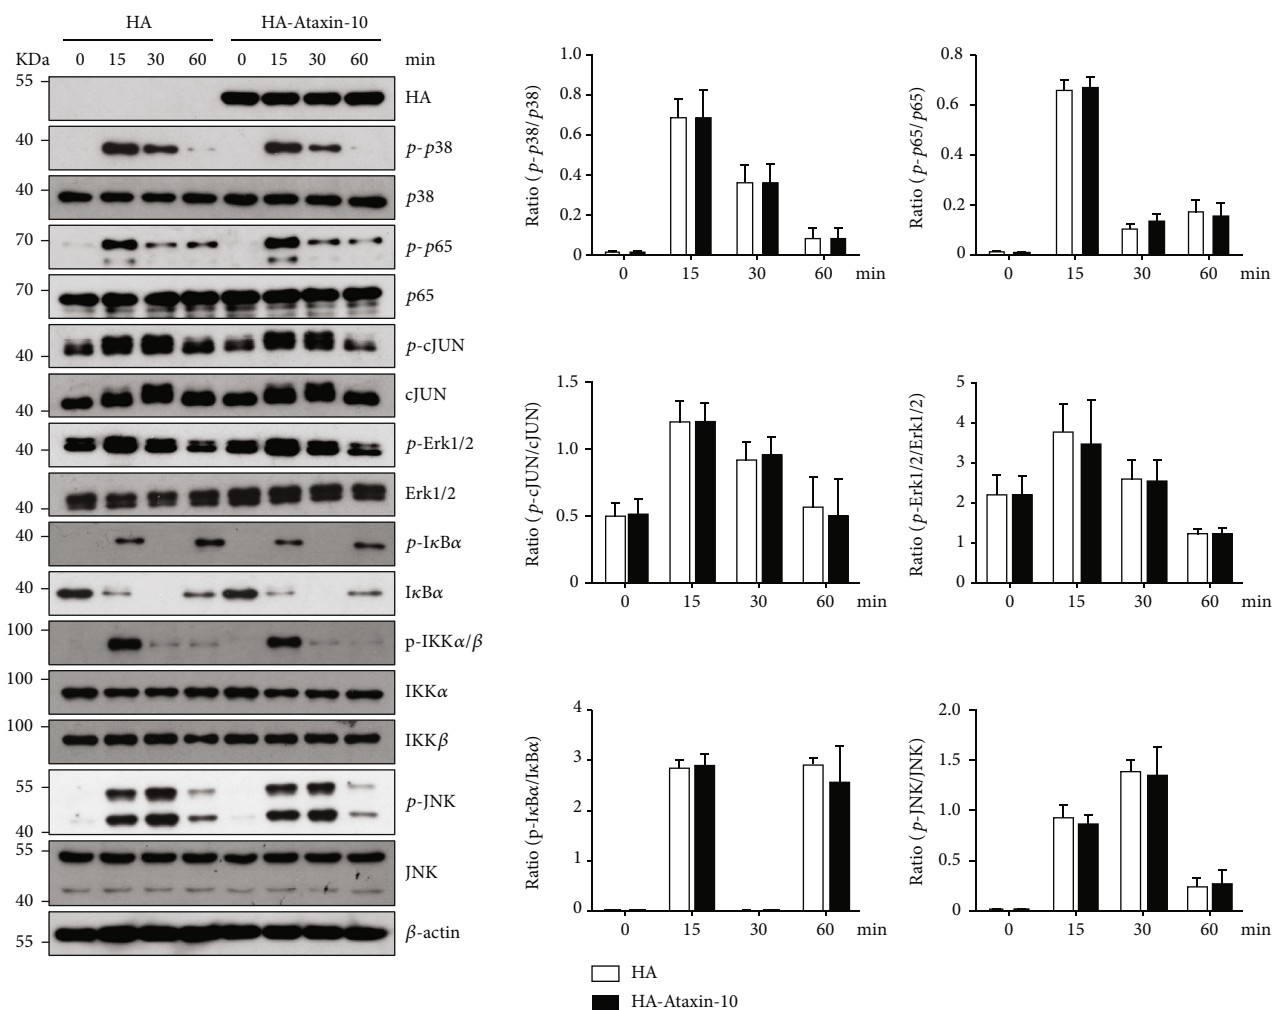 HA HA-Ataxin-10
KDa 0 15 30 60 0 15 30 60 min
55 HA
40 p-p38
40 p38
70 p-p65
70 p65
40 p-cJUN
40 cJUN
40 p-Erk1/2
40 Erk1/2
40 p-IκBα
40 IκBα
100 p-IKKα/β
100 IKKα
100 IKKβ
55 p-JNK
40
55 JNK
40
55 β-actin
Ratio (p-p38/p38)
1.0
0.8
0.6
0.4
0.2
0
0 15 30 60 min
Ratio (p-p65/p65)
0.8
0.6
0.4
0.2
0
0 15 30 60 min
Ratio (p-cJUN/cJUN)
1.5
1.0
0.5
0
0 15 30 60 min
Ratio (p-Erk1/2/Erk1/2)
5
4
3
2
1
0
0 15 30 60 min
Ratio (p-IκBα/IκBα)
4
3
2
1
0
0 15 30 60 min
Ratio (p-JNK/JNK)
2.0
1.5
1.0
0.5
0
0 15 30 60 min
HA
HA-Ataxin-10